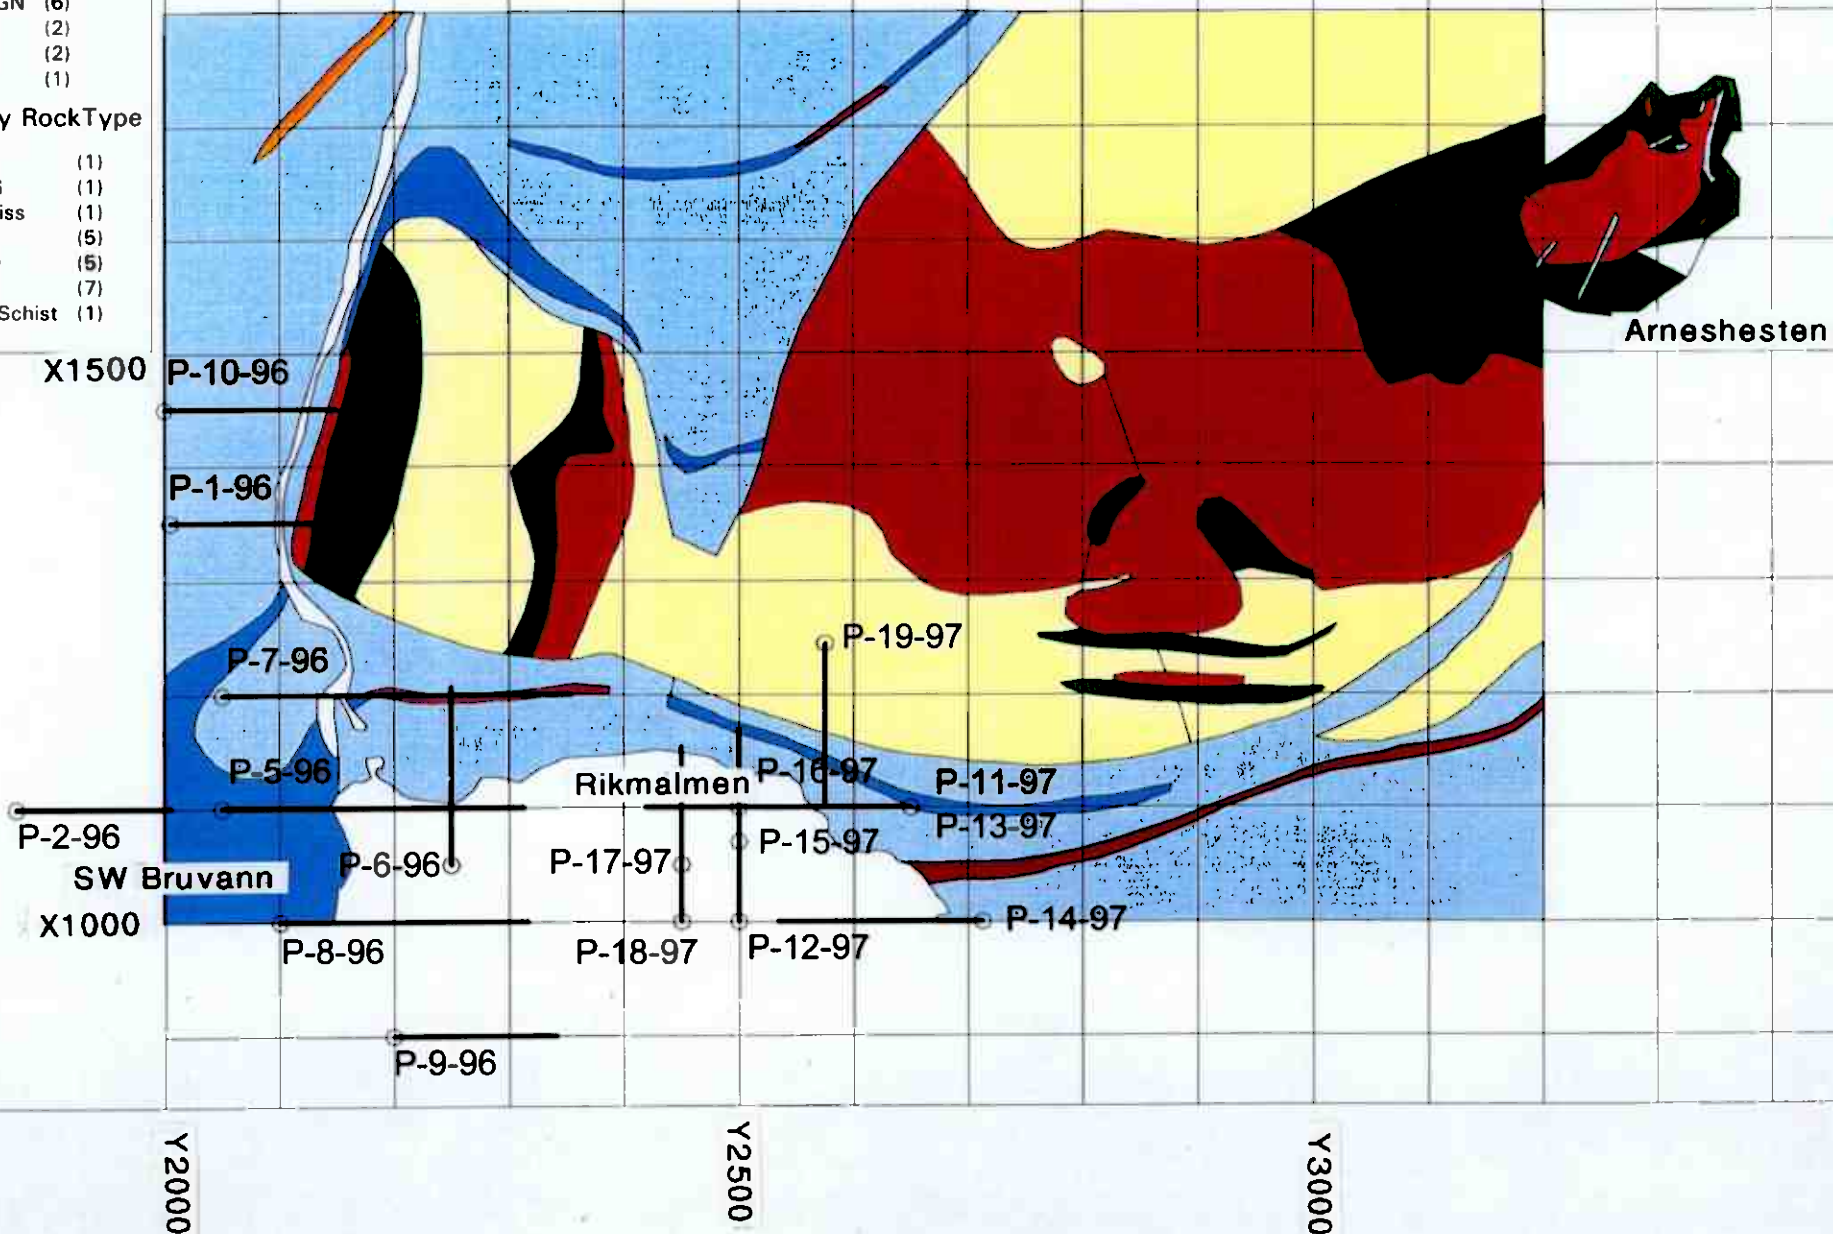 (6)
(2)
(2)
(1)
y RockType
(1)
(1)
(1)
(5)
(5)
(7)
Schist (1)
Arneshesten
X1500 P-10-96
P-1-96
P-19-97
P-7-96
P-5-96
Rikmalmen P-16-97 P-11-97
P-2-96
P-13-97
P-15-97
P-6-96 P-17-97
SW Bruvann
X1000
P-14-97
P-8-96 P-18-97 P-12-97
P-9-96
Y2000
Y2500
Y3000